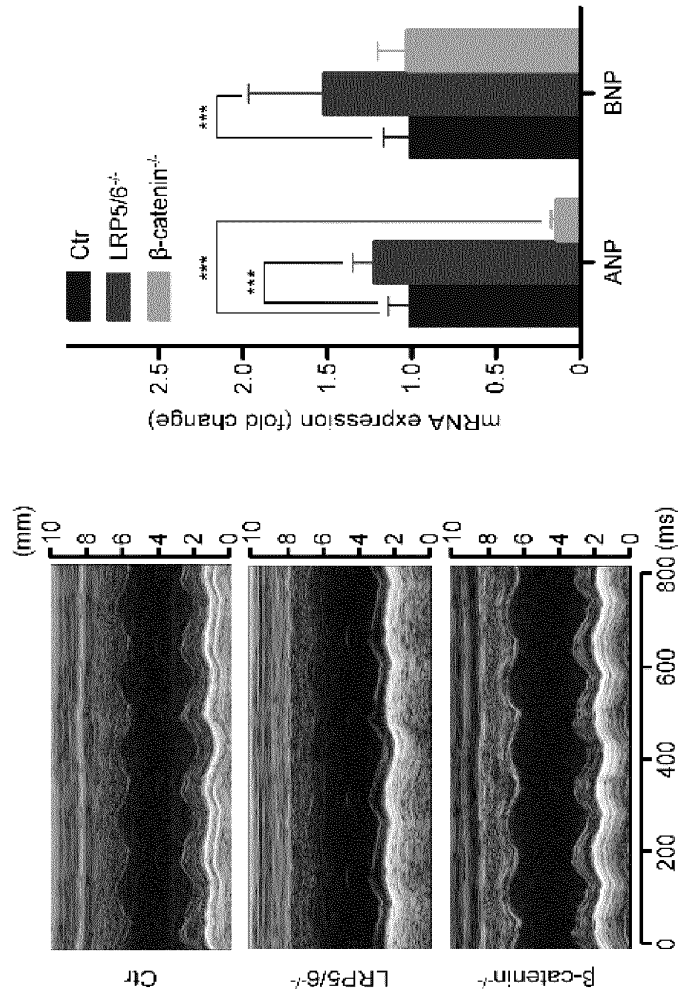 Ctr
LRP5/6-/-
β-catenin-/-
(mm)
10
8
6
4
2
0
10
8
6
4
2
0
10
8
6
4
2
0
0
200
400
600
800
(ms)
mRNA expression (fold change)
2.5
2.0
1.5
1.0
0.5
0
Ctr
LRP5/6-/-
β-catenin-/-
***
***
***
ANP
BNP